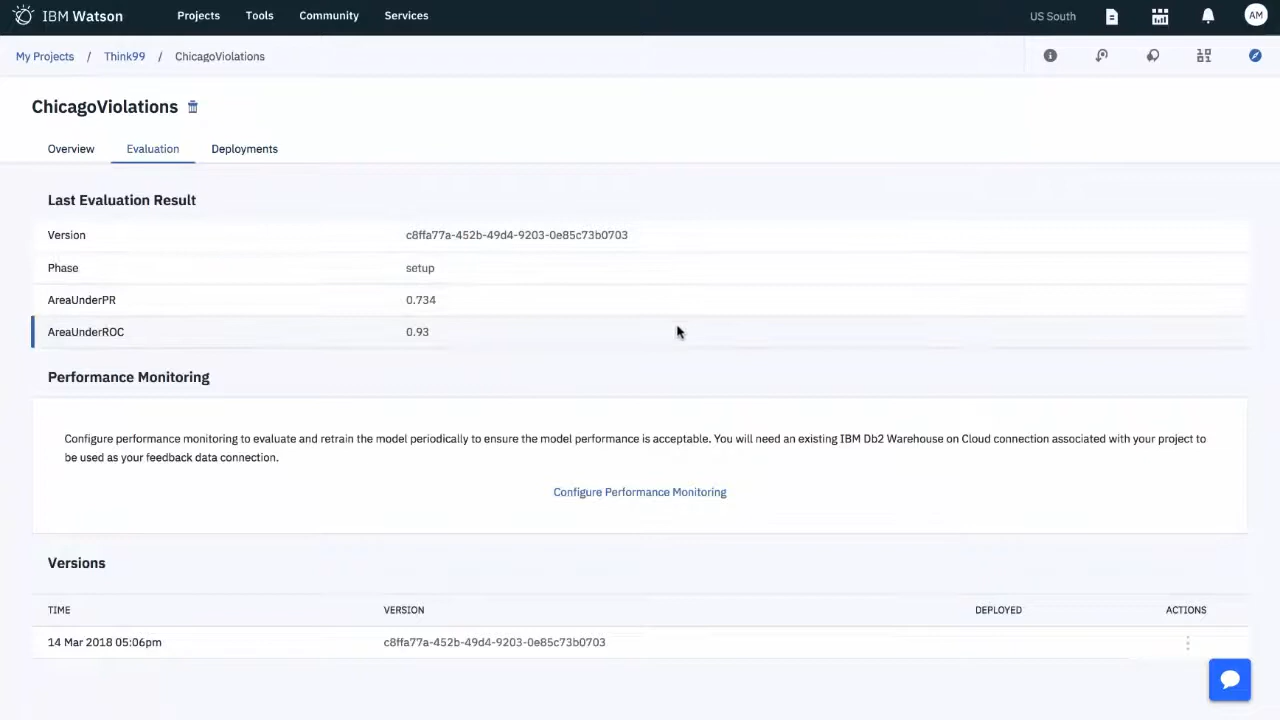 IBM Watson Projects Tools Community Services US South AM
My Projects / Think99 / ChicagoViolations
ChicagoViolations
Overview Evaluation Deployments
Last Evaluation Result
Version c8ffa77a-452b-49d4-9203-0e85c73b0703
Phase setup
AreaUnderPR 0.734
AreaUnderROC 0.93
Performance Monitoring
Configure performance monitoring to evaluate and retrain the model periodically to ensure the model performance is acceptable. You will need an existing IBM Db2 Warehouse on Cloud connection associated with your project to
be used as your feedback data connection.
Configure Performance Monitoring
Versions
TIME VERSION DEPLOYED ACTIONS
14 Mar 2018 05:06pm c8ffa77a-452b-49d4-9203-0e85c73b0703